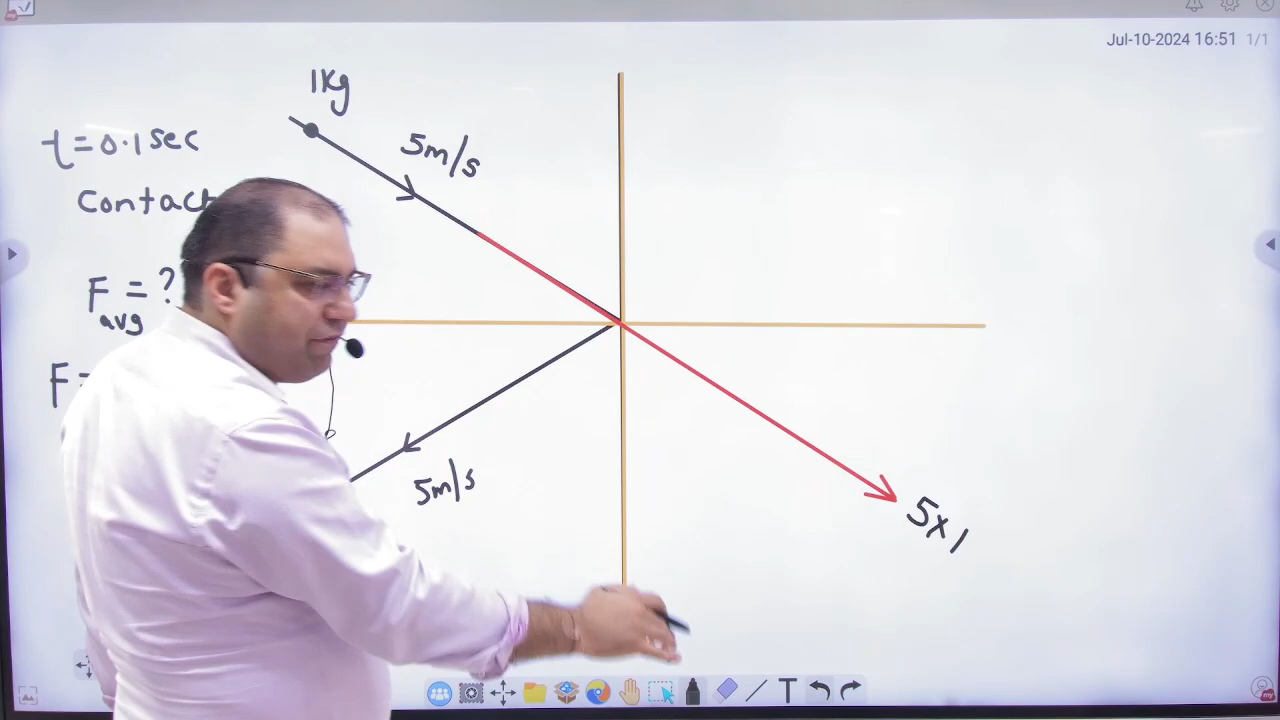 Jul-10-2024 16:51 1/1
1kg
t=0.1sec
5m/s
Contact
F = ?
avg
F=
5m/s
5x1
T